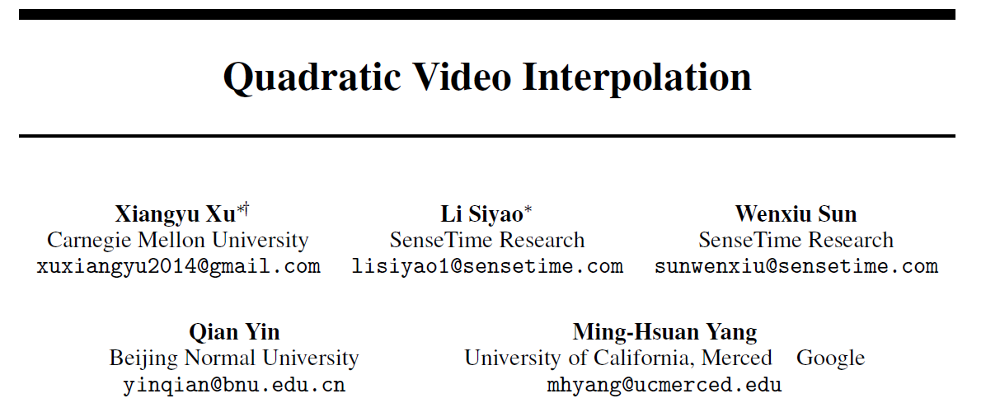 Quadratic Video Interpolation
Xiangyu Xu*† Li Siyao* Wenxiu Sun
Carnegie Mellon University SenseTime Research SenseTime Research
xuxiangyu2014@gmail.com lisiyao1@sensetime.com sunwenxiu@sensetime.com
Qian Yin Ming-Hsuan Yang
Beijing Normal University University of California, Merced Google
yinqian@bnu.edu.cn mhyang@ucmerced.edu